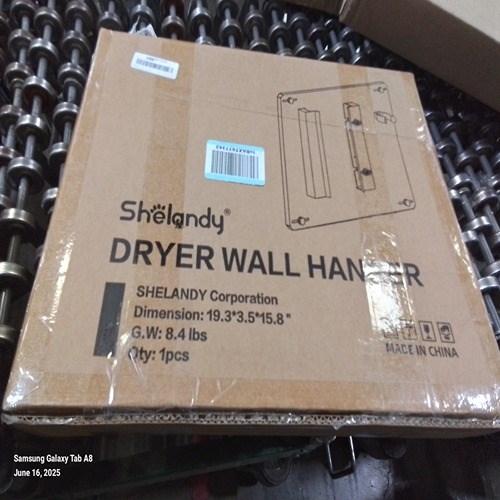 Shelandy®
DRYER WALL HANGER
SHELANDY Corporation
Dimension: 19.3*3.5*15.8"
G.W: 8.4 lbs
Qty: 1pcs
MADE IN CHINA
Samsung Galaxy Tab A8
June 16, 2025